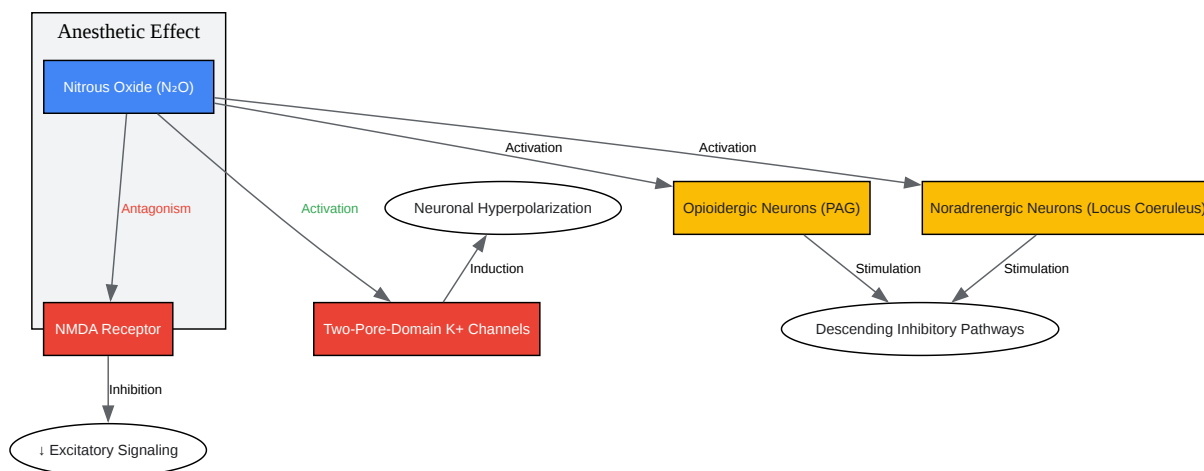 Anesthetic Effect
Nitrous Oxide (N₂O)
Activation
Activation
Antagonism
Activation
Neuronal Hyperpolarization
Opioidergic Neurons (PAG)
Noradrenergic Neurons (Locus Coeruleus)
Induction
Stimulation
Stimulation
NMDA Receptor
Two-Pore-Domain K+ Channels
Descending Inhibitory Pathways
Inhibition
↓ Excitatory Signaling